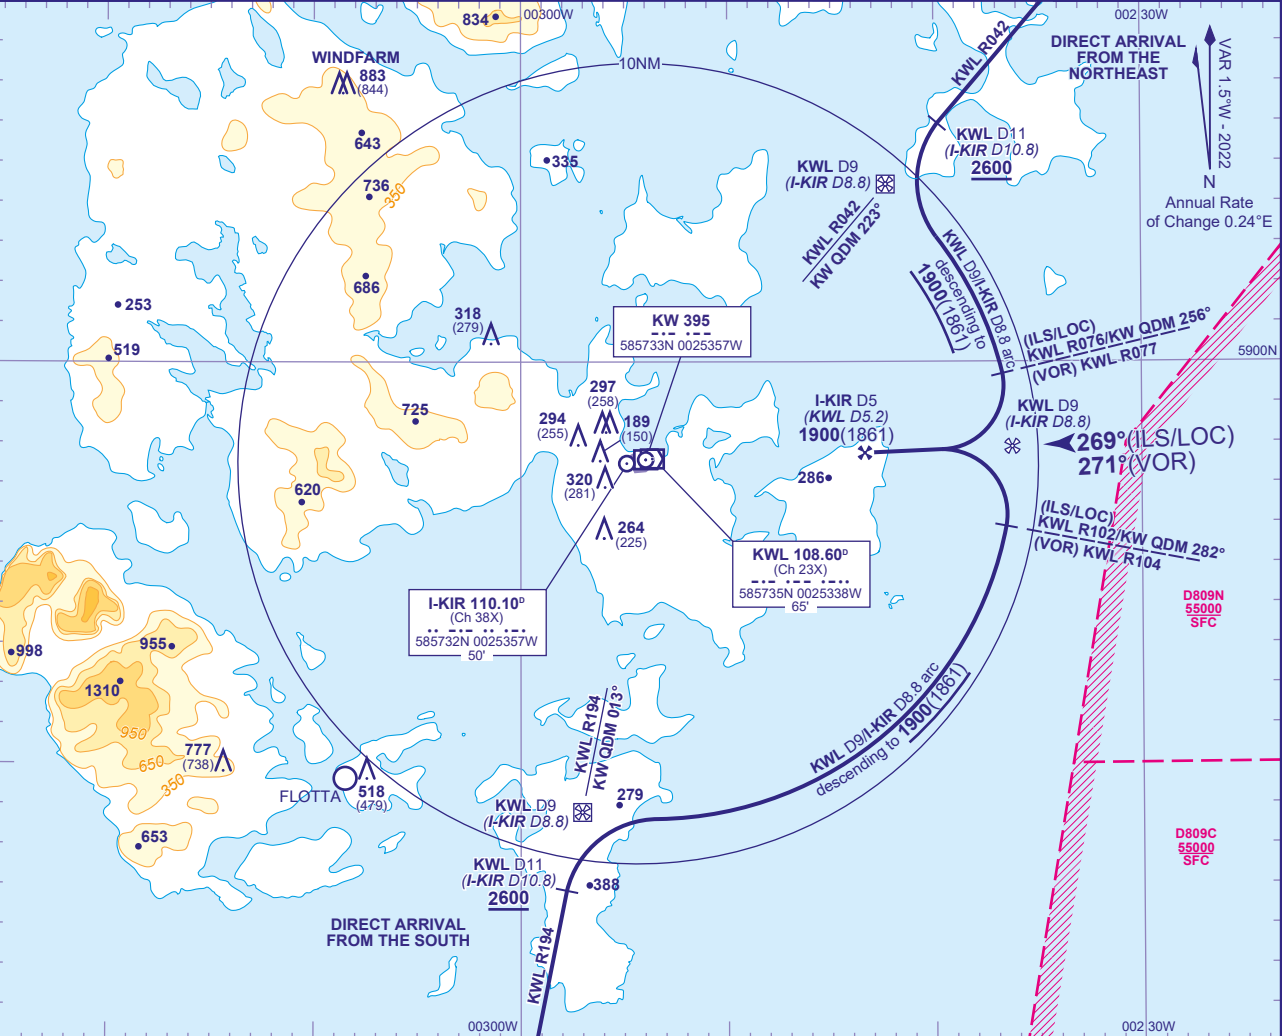 834
00300W
002 30W
KWL R042
DIRECT ARRIVAL
FROM THE
NORTHEAST
VAR 1.5°W - 2022
N
Annual Rate
of Change 0.24°E
WINDFARM
883
(844)
10NM
643
736
350
335
686
KWL D11
(I-KIR D10.8)
2600
KWL D9
(I-KIR D8.8)
KWL R042
KW QDM 223°
KWL D9/I-KIR D8.8 arc
descending to
1900(1861)
253
519
318
(279)
KW 395
585733N 0025357W
(ILS/LOC)
KWL R076/KW QDM 256°
(VOR) KWL R077
5900N
725
297
(258)
294
(255)
189
(150)
320
(281)
264
(225)
I-KIR D5
(KWL D5.2)
1900(1861)
286
KWL D9
(I-KIR D8.8)
269°(ILS/LOC)
271°(VOR)
620
(ILS/LOC)
KWL R102/KW QDM 282°
(VOR) KWL R104
KWL 108.60D
(Ch 23X)
585735N 0025338W
65'
I-KIR 110.10D
(Ch 38X)
585732N 0025357W
50'
D809N
55000
SFC
998
955
1310
950
650
350
777
(738)
653
FLOTTA
518
(479)
KWL R194
KW QDM 013°
KWL D9
(I-KIR D8.8)
279
KWL D9/I-KIR D8.8 arc
descending to 1900(1861)
D809C
55000
SFC
KWL D11
(I-KIR D10.8)
2600
388
DIRECT ARRIVAL
FROM THE SOUTH
KWL R194
00300W
002 30W